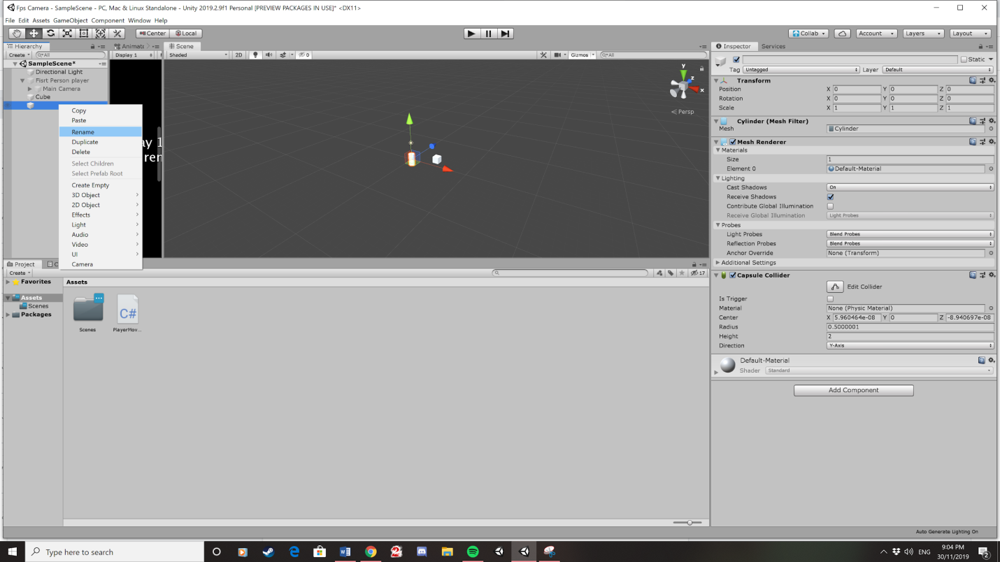 Fps Camera - SampleScene - PC, Mac & Linux Standalone - Unity 2019.2.9f1 Personal [PREVIEW PACKAGES IN USE]* <DX11>
File Edit Assets GameObject Component Window Help
Center Local
Collab Account Layers Layout
Hierarchy
Create All
SampleScene*
Directional Light
Fisrt Person player
Main Camera
Cube
Copy
Paste
Rename
Duplicate
Delete
Select Children
Select Prefab Root
Create Empty
3D Object
2D Object
Effects
Light
Audio
Video
UI
Camera
Animat
Display 1
ay 1
ren
Scene
Shaded 2D 0 Gizmos All
y
z
x
Persp
Inspector Services
Static
Tag Untagged Layer Default
Transform
Position X 0 Y 0 Z 0
Rotation X 0 Y 0 Z 0
Scale X 1 Y 1 Z 1
Cylinder (Mesh Filter)
Mesh Cylinder
Mesh Renderer
Materials
Size 1
Element 0 Default-Material
Lighting
Cast Shadows On
Receive Shadows
Contribute Global Illumination
Receive Global Illumination Light Probes
Probes
Light Probes Blend Probes
Reflection Probes Blend Probes
Anchor Override None (Transform)
Additional Settings
Capsule Collider
Edit Collider
Is Trigger
Material None (Physic Material)
Center X 5.960464e-08 Y 0 Z -8.940697e-08
Radius 0.5000001
Height 2
Direction Y-Axis
Default-Material
Shader Standard
Add Component
Project C
Create 17
Favorites
Assets
Scenes
Packages
Assets
C#
Scenes PlayerMov...
Auto Generate Lighting On
Type here to search
ENG
9:04 PM
30/11/2019
2